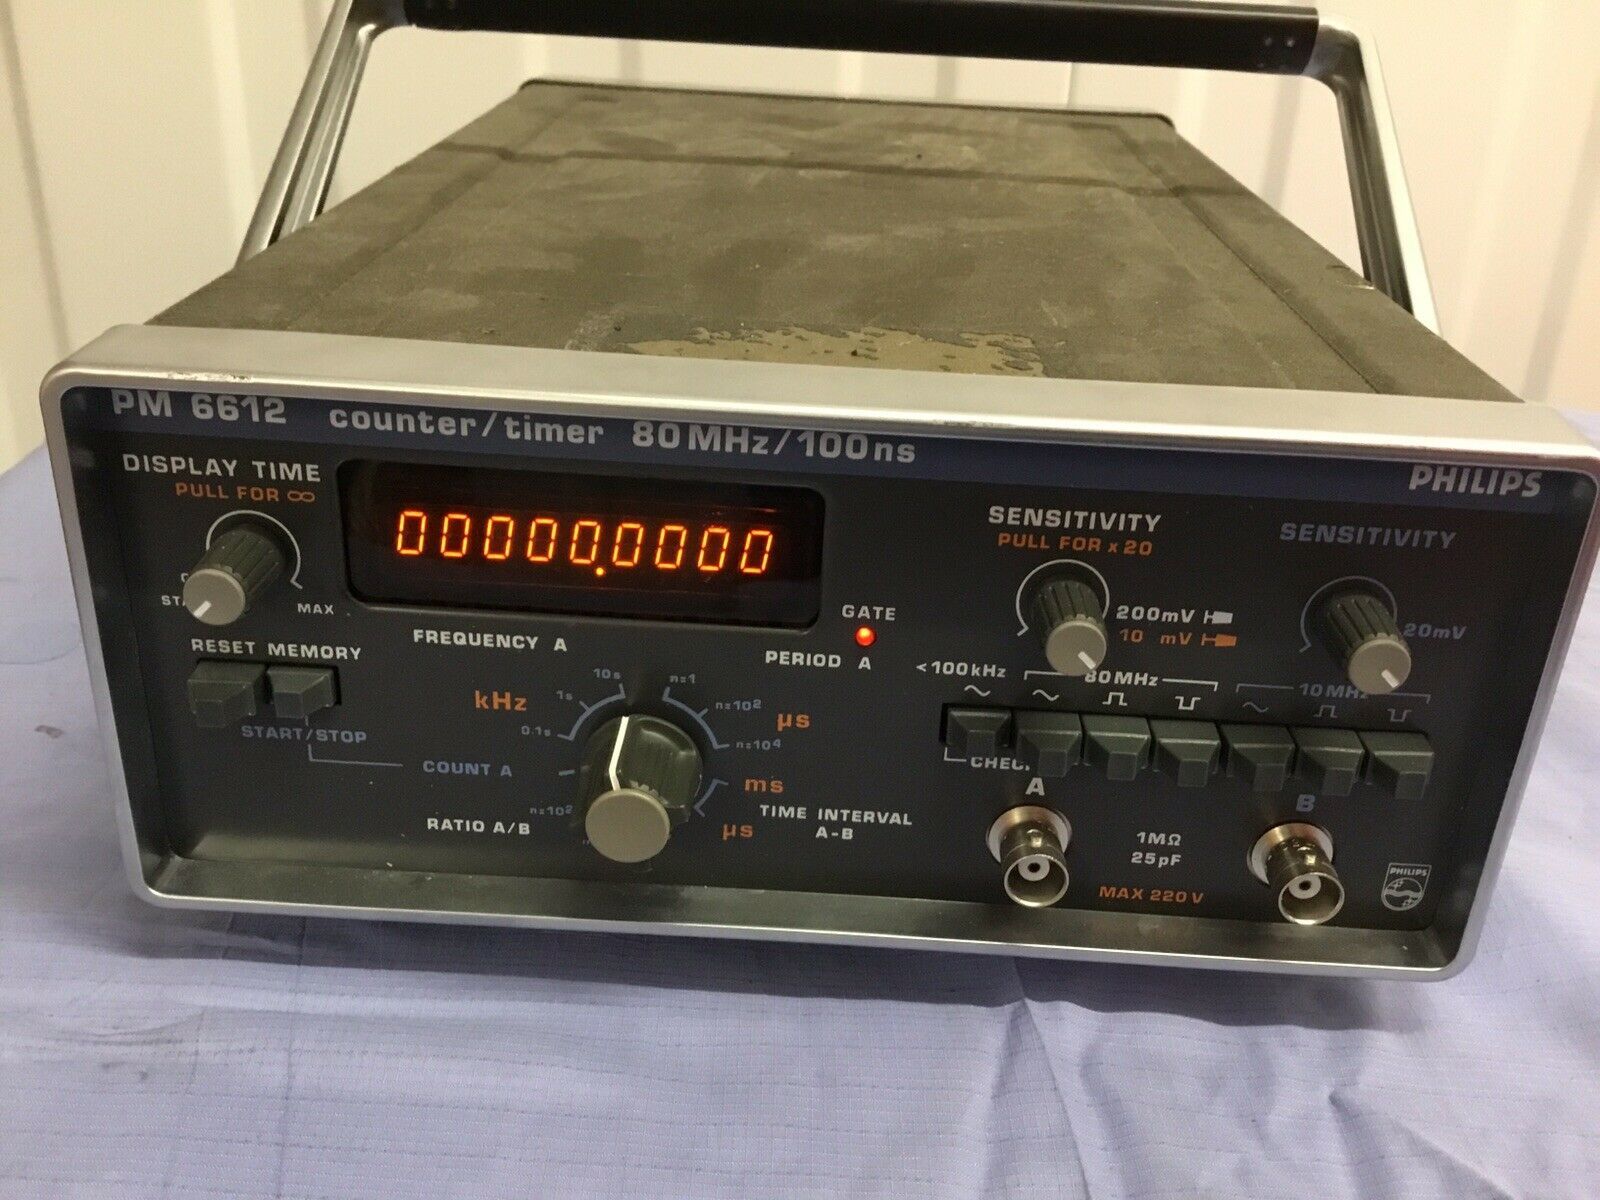 PM 6612 counter/timer 80MHz/100ns
PHILIPS
DISPLAY TIME
PULL FOR ∞
MAX
00000.0000
GATE
SENSITIVITY
PULL FOR x 20
200mV
10 mV
SENSITIVITY
20mV
RESET MEMORY
START/STOP
FREQUENCY A
PERIOD A
kHz
0.1s
1s
10s
n=1
n=10²
n=10⁴
µs
COUNT A
ms
RATIO A/B
n=10²
µs
TIME INTERVAL
A-B
<100kHz
80MHz
10MHz
A
B
1MΩ
25pF
MAX 220V
PHILIPS